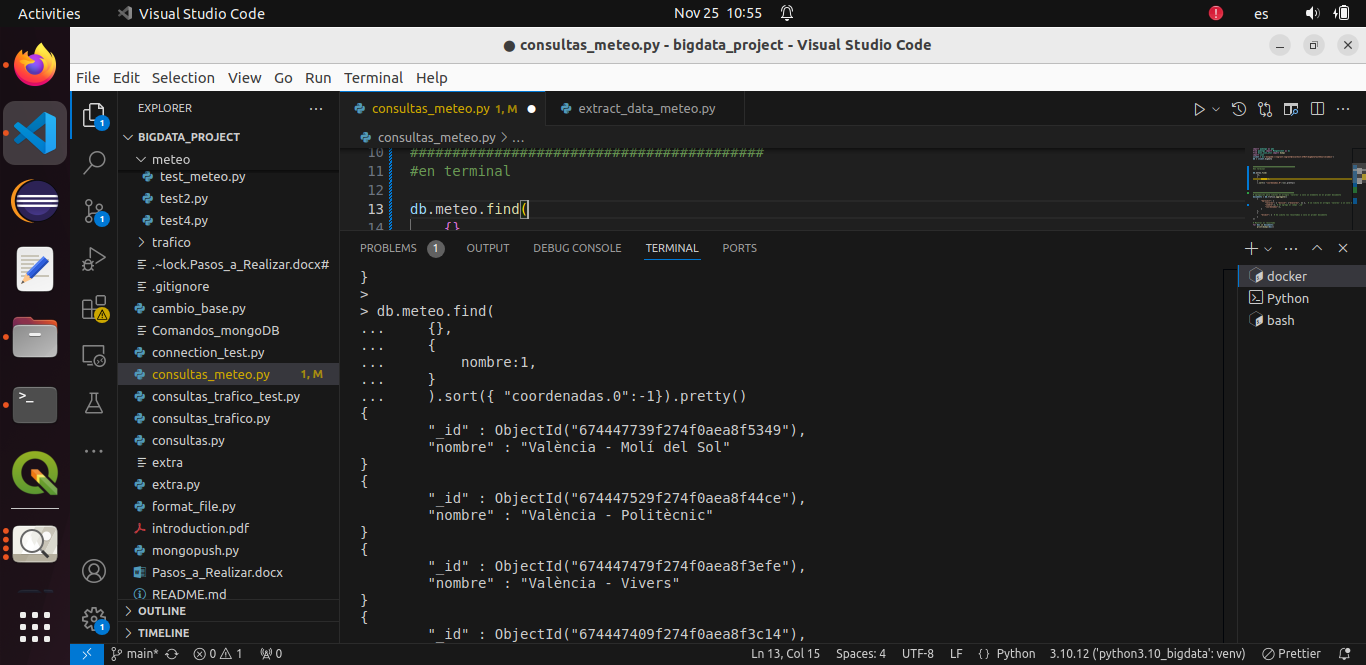 Activities
Visual Studio Code
Nov 25 10:55
es
consultas_meteo.py - bigdata_project - Visual Studio Code
File Edit Selection View Go Run Terminal Help
EXPLORER
BIGDATA_PROJECT
meteo
test_meteo.py
test2.py
test4.py
trafico
.~lock.Pasos_a_Realizar.docx#
.gitignore
cambio_base.py
Comandos_mongoDB
connection_test.py
consultas_meteo.py 1, M
consultas_trafico_test.py
consultas_trafico.py
consultas.py
extra
extra.py
format_file.py
introduction.pdf
mongopush.py
Pasos_a_Realizar.docx
README.md
OUTLINE
TIMELINE
1
1
1
consultas_meteo.py 1, M
extract_data_meteo.py
consultas_meteo.py > ...
10 ##########################################
11 #en terminal
12
13 db.meteo.find(
14 {}
PROBLEMS 1 OUTPUT DEBUG CONSOLE TERMINAL PORTS
}
>
> db.meteo.find(
... {},
... {
... nombre:1,
... }
... ).sort({ "coordenadas.0":-1}).pretty()
{
"_id" : ObjectId("674447739f274f0aea8f5349"),
"nombre" : "València - Molí del Sol"
}
{
"_id" : ObjectId("674447529f274f0aea8f44ce"),
"nombre" : "València - Politècnic"
}
{
"_id" : ObjectId("674447479f274f0aea8f3efe"),
"nombre" : "València - Vivers"
}
{
"_id" : ObjectId("674447409f274f0aea8f3c14"),
docker
Python
bash
main* 0 1 0
Ln 13, Col 15 Spaces: 4 UTF-8 LF { } Python 3.10.12 ('python3.10_bigdata': venv) Prettier